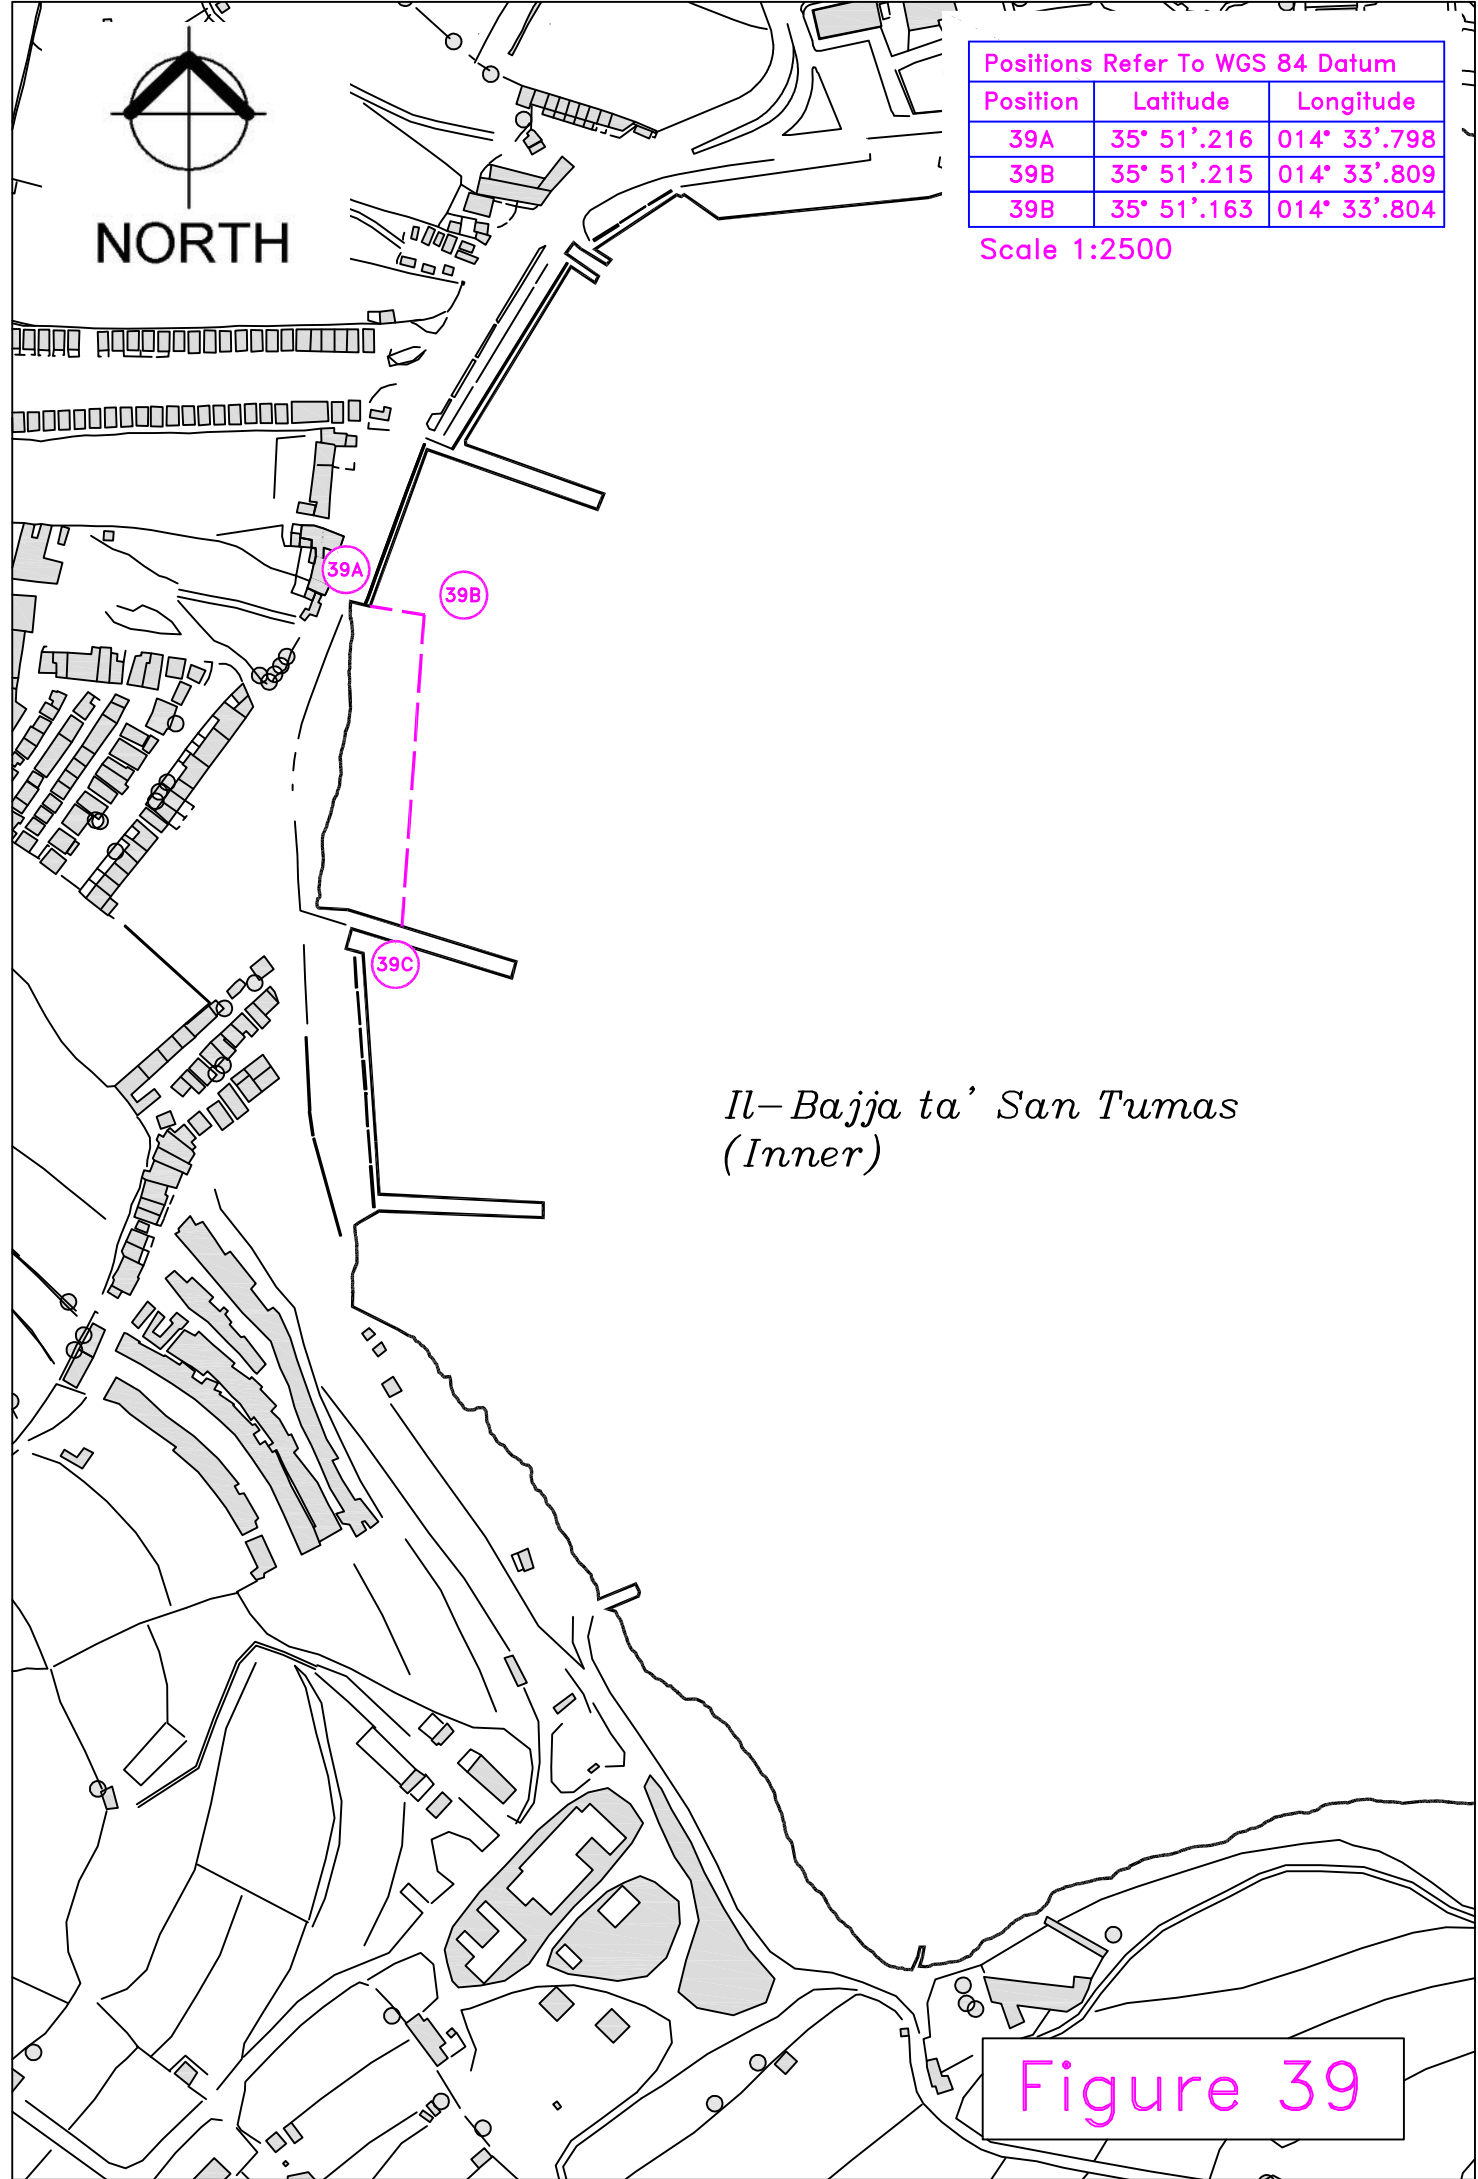 NORTH
Positions Refer To WGS 84 Datum
Position Latitude Longitude
39A 35° 51'.216 014° 33'.798
39B 35° 51'.215 014° 33'.809
39B 35° 51'.163 014° 33'.804
Scale 1:2500
39A
39B
39C
Il-Bajja ta' San Tumas
(Inner)
Figure 39